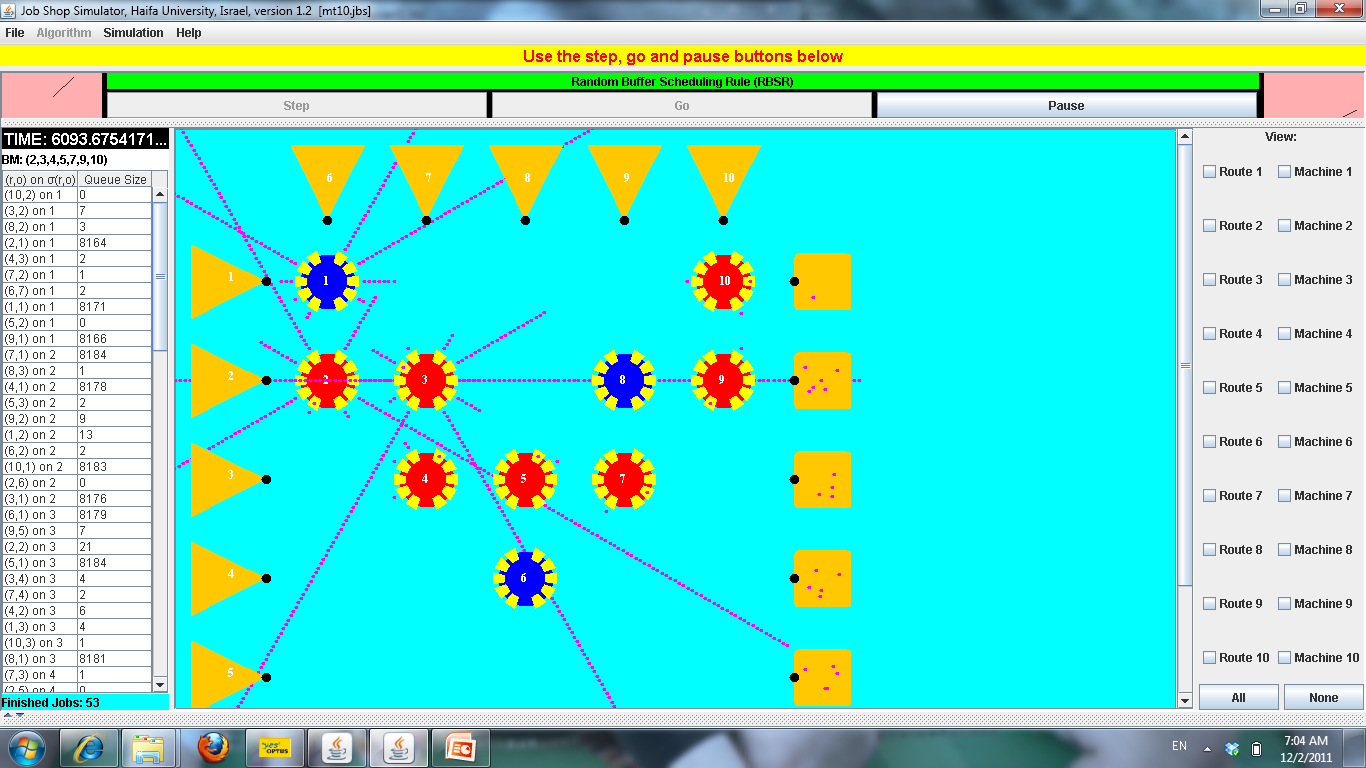 Job Shop Simulator, Haifa University, Israel, version 1.2 [mt10.jbs]
File Algorithm Simulation Help
Use the step, go and pause buttons below
Random Buffer Scheduling Rule (RBSR)
Step Go Pause
TIME: 6093.6754171...
BM: (2,3,4,5,7,9,10)
(r,o) on σ(r,o) Queue Size
(10,2) on 1 0
(3,2) on 1 7
(8,2) on 1 3
(2,1) on 1 8164
(4,3) on 1 2
(7,2) on 1 1
(6,7) on 1 2
(1,1) on 1 8171
(5,2) on 1 0
(9,1) on 1 8166
(7,1) on 2 8184
(8,3) on 2 1
(4,1) on 2 8178
(5,3) on 2 2
(9,2) on 2 9
(1,2) on 2 13
(6,2) on 2 2
(10,1) on 2 8183
(2,6) on 2 0
(3,1) on 2 8176
(6,1) on 3 8179
(9,5) on 3 7
(2,2) on 3 21
(5,1) on 3 8184
(3,4) on 3 4
(7,4) on 3 2
(4,2) on 3 6
(1,3) on 3 4
(10,3) on 3 1
(8,1) on 3 8181
(7,3) on 4 1
(2,5) on 4 0
Finished Jobs: 53
6 7 8 9 10
1 1 10
2 2 3 8 9
3 4 5 7
4 6
5
View:
Route 1 Machine 1
Route 2 Machine 2
Route 3 Machine 3
Route 4 Machine 4
Route 5 Machine 5
Route 6 Machine 6
Route 7 Machine 7
Route 8 Machine 8
Route 9 Machine 9
Route 10 Machine 10
All None
yes OPTUS
EN
7:04 AM
12/2/2011